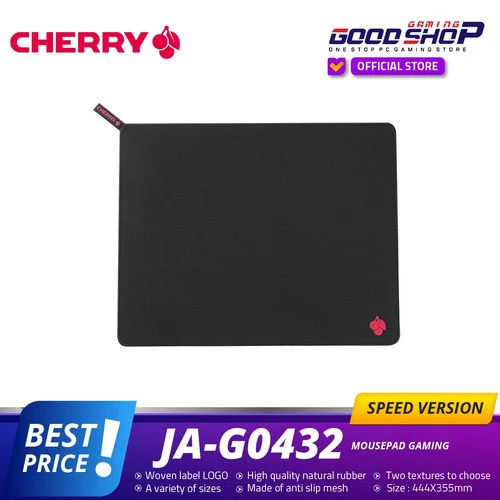 CHERRY
GAMING
GOODSHOP
ONE STOP PC GAMING STORE
OFFICIAL STORE
CHERRY
SPEED VERSION
BEST
PRICE!
JA-G0432
MOUSEPAD GAMING
Woven label LOGO
High quality natural rubber
Two textures to choose
A variety of sizes
Made of anti slip mesh
Size : 444X355mm